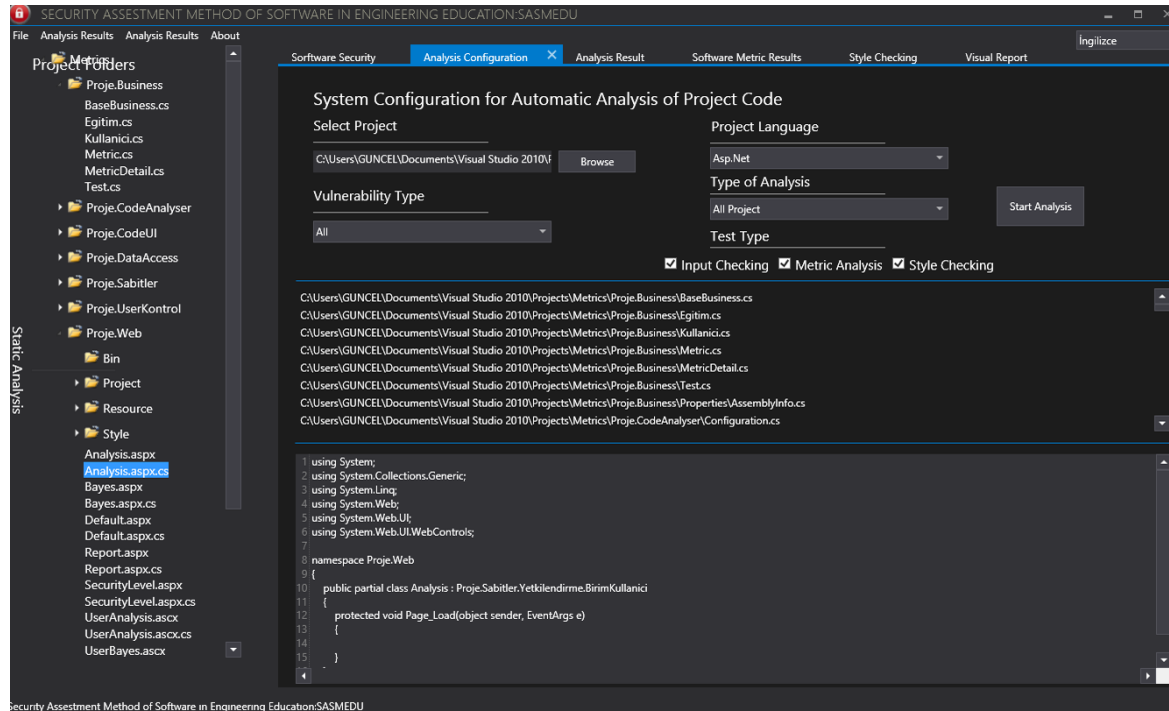 SECURITY ASSESTMENT METHOD OF SOFTWARE IN ENGINEERING EDUCATION:SASMEDU
File Analysis Results Analysis Results About
İngilizce
Project Folders
Metrics
Proje.Business
BaseBusiness.cs
Egitim.cs
Kullanici.cs
Metric.cs
MetricDetail.cs
Test.cs
Proje.CodeAnalyser
Proje.CodeUI
Proje.DataAccess
Proje.Sabitler
Proje.UserKontrol
Proje.Web
Bin
Project
Resource
Style
Analysis.aspx
Analysis.aspx.cs
Bayes.aspx
Bayes.aspx.cs
Default.aspx
Default.aspx.cs
Report.aspx
Report.aspx.cs
SecurityLevel.aspx
SecurityLevel.aspx.cs
UserAnalysis.ascx
UserAnalysis.ascx.cs
UserBayes.ascx
Static Analysis
Sorftware Security Analysis Configuration Analysis Result Software Metric Results Style Checking Visual Report
System Configuration for Automatic Analysis of Project Code
Select Project
C:\Users\GUNCEL\Documents\Visual Studio 2010\ Browse
Vulnerability Type
All
Project Language
Asp.Net
Type of Analysis
All Project
Start Analysis
Test Type
Input Checking Metric Analysis Style Checking
C:\Users\GUNCEL\Documents\Visual Studio 2010\Projects\Metrics\Proje.Business\BaseBusiness.cs
C:\Users\GUNCEL\Documents\Visual Studio 2010\Projects\Metrics\Proje.Business\Egitim.cs
C:\Users\GUNCEL\Documents\Visual Studio 2010\Projects\Metrics\Proje.Business\Kullanici.cs
C:\Users\GUNCEL\Documents\Visual Studio 2010\Projects\Metrics\Proje.Business\Metric.cs
C:\Users\GUNCEL\Documents\Visual Studio 2010\Projects\Metrics\Proje.Business\MetricDetail.cs
C:\Users\GUNCEL\Documents\Visual Studio 2010\Projects\Metrics\Proje.Business\Test.cs
C:\Users\GUNCEL\Documents\Visual Studio 2010\Projects\Metrics\Proje.Business\Properties\AssemblyInfo.cs
C:\Users\GUNCEL\Documents\Visual Studio 2010\Projects\Metrics\Proje.CodeAnalyser\Configuration.cs
1 using System;
2 using System.Collections.Generic;
3 using System.Linq;
4 using System.Web;
5 using System.Web.UI;
6 using System.Web.UI.WebControls;
7
8 namespace Proje.Web
9 {
10 public partial class Analysis : Proje.Sabitler.Yetkilendirme.BirimKullanici
11 {
12 protected void Page_Load(object sender, EventArgs e)
13 {
14
15 }
Security Assestment Method of Software in Engineering Education:SASMEDU